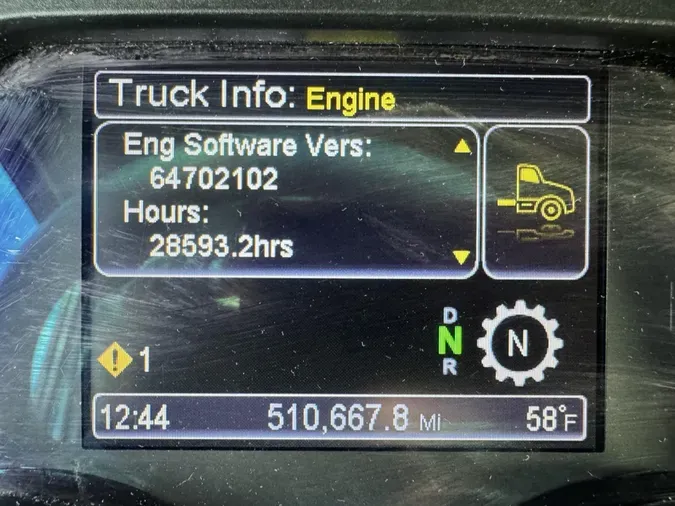 Truck Info: Engine
Eng Software Vers:
64702102
Hours:
28593.2hrs
D
N
R
N
1
12:44 510,667.8 Mi 58°F